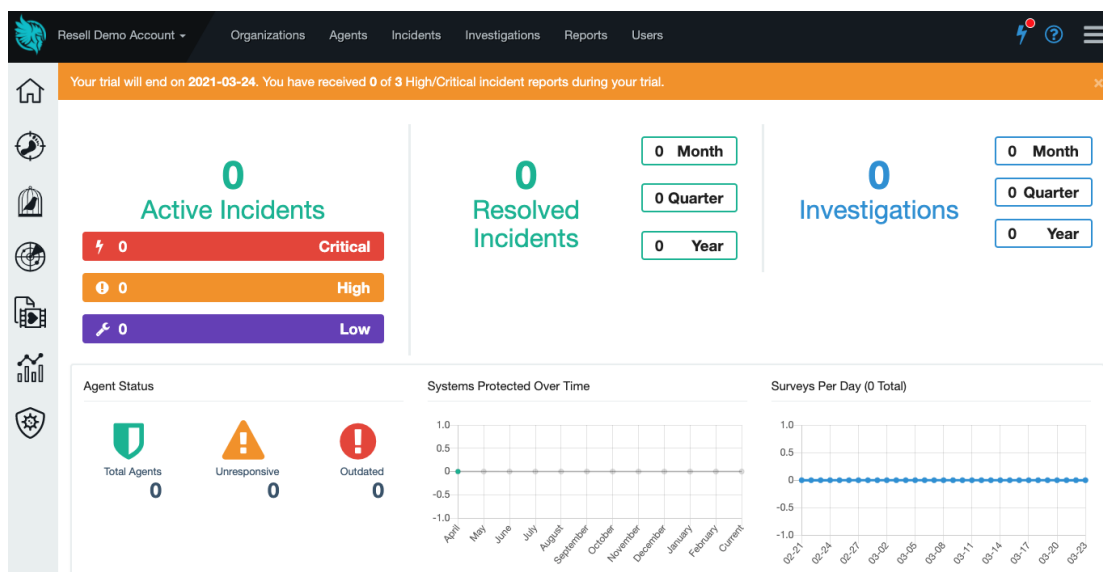 Resell Demo Account
Organizations Agents Incidents Investigations Reports Users
Your trial will end on 2021-03-24. You have received 0 of 3 High/Critical incident reports during your trial.
0
Active Incidents
0 Critical
0 High
0 Low
0
Resolved
Incidents
0 Month
0 Quarter
0 Year
0
Investigations
0 Month
0 Quarter
0 Year
Agent Status
Total Agents
0
Unresponsive
0
Outdated
0
Systems Protected Over Time
1.0
0.5
0
-0.5
-1.0
April May June July August September October November December January February Current
Surveys Per Day (0 Total)
1.0
0.5
0
-0.5
-1.0
02-21 02-24 02-27 03-02 03-05 03-08 03-11 03-14 03-17 03-20 03-23